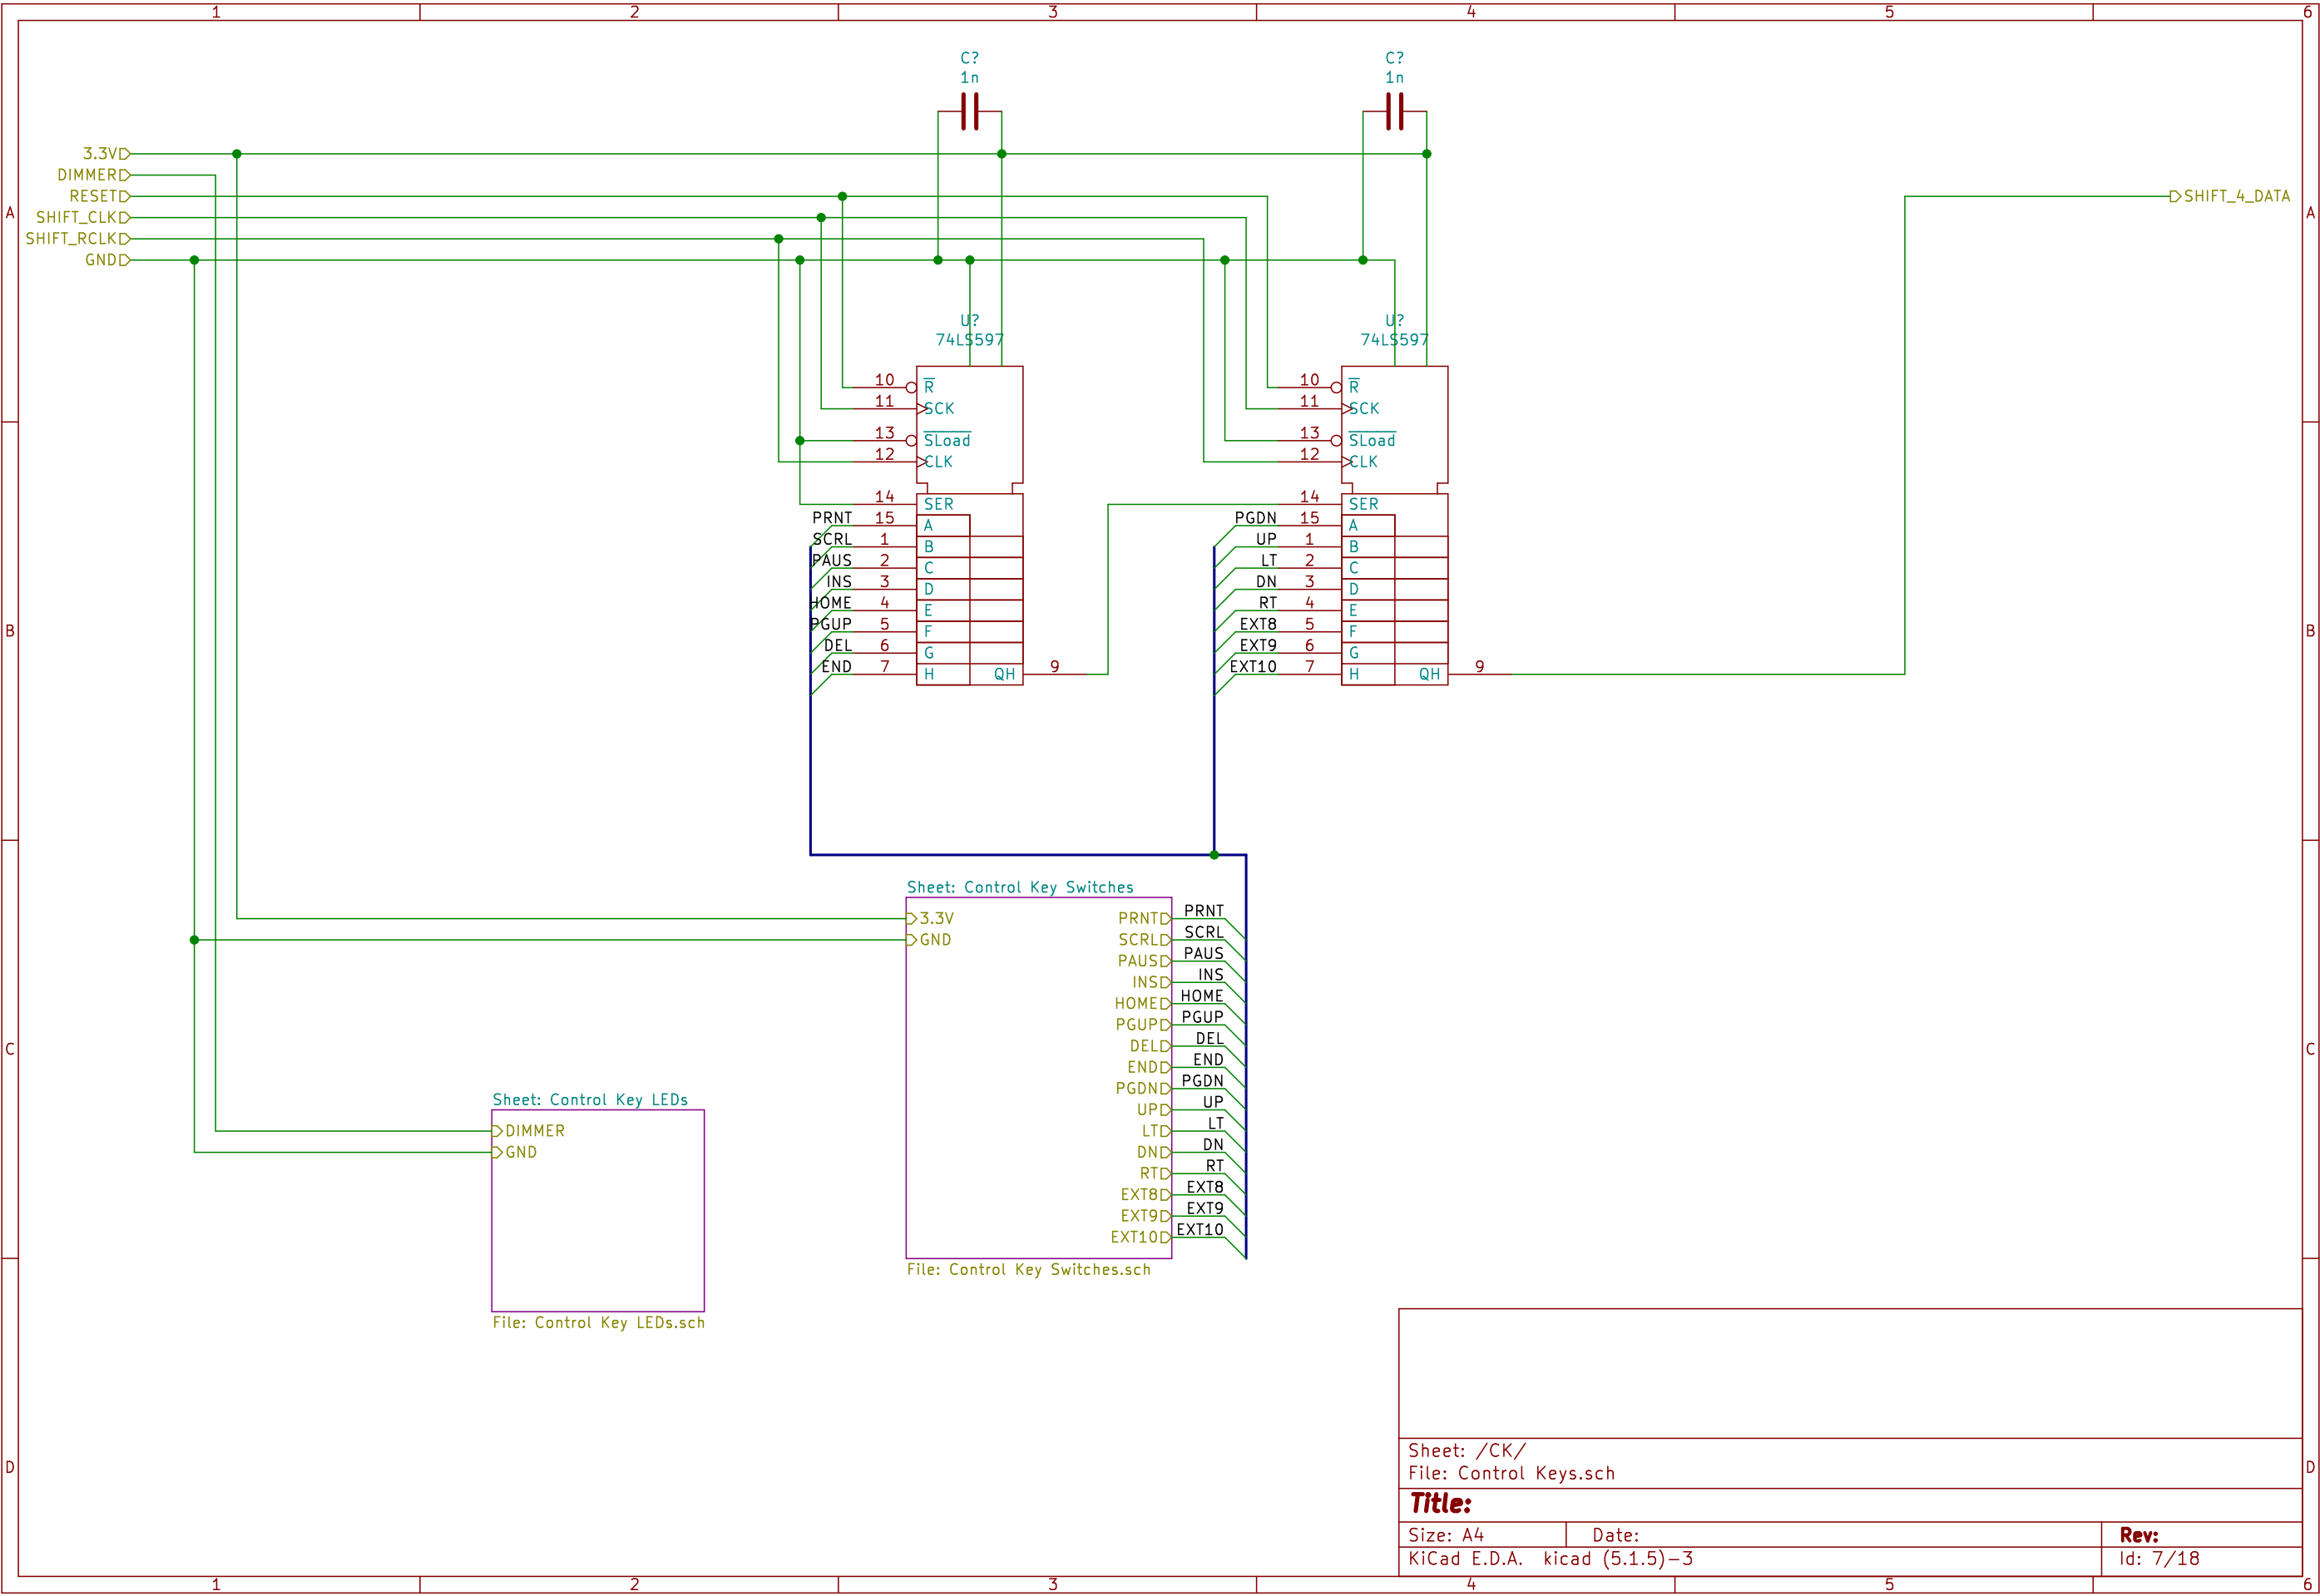 1 2 3 4 5 6
C? C?
1n 1n
3.3V
DIMMER
RESET SHIFT_4_DATA
A SHIFT_CLK A
SHIFT_RCLK
GND
U? U?
74LS597 74LS597
10 R 10 R
11 SCK 11 SCK
13 SLoad 13 SLoad
12 CLK 12 CLK
14 SER 14 SER
PRNT 15 A PGDN 15 A
SCRL 1 B UP 1 B
PAUS 2 C LT 2 C
INS 3 D DN 3 D
HOME 4 E RT 4 E
B PGUP 5 F EXT8 5 F B
DEL 6 G EXT9 6 G
END 7 H QH 9 EXT10 7 H QH 9
Sheet: Control Key Switches
3.3V PRNT PRNT
GND SCRL SCRL
PAUS PAUS
INS INS
HOME HOME
PGUP PGUP
C DEL DEL C
END END
PGDN PGDN
Sheet: Control Key LEDs
UP UP
DIMMER LT LT
GND DN DN
RT RT
EXT8 EXT8
EXT9 EXT9
EXT10 EXT10
File: Control Key Switches.sch
File: Control Key LEDs.sch
Sheet: /CK/
D File: Control Keys.sch D
Title:
Size: A4 Date: Rev:
KiCad E.D.A. kicad (5.1.5)-3 Id: 7/18
1 2 3 4 5 6